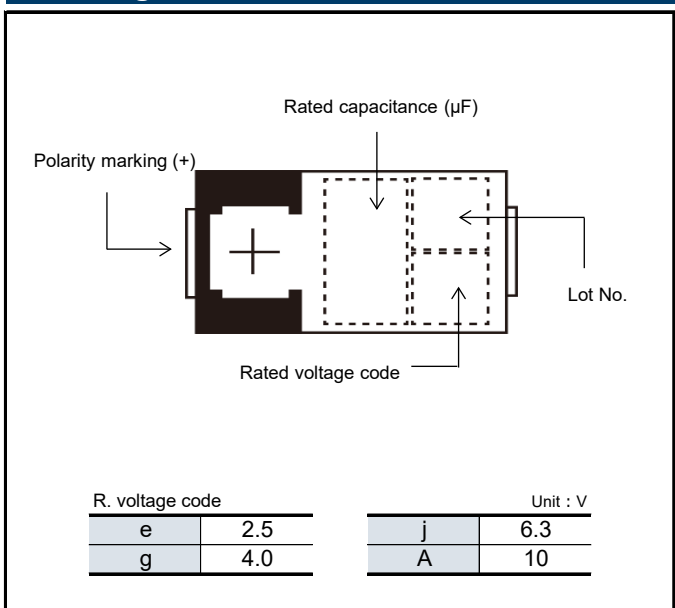 Rated capacitance (µF)
Polarity marking (+)
+
Lot No.
Rated voltage code
R. voltage code
Unit : V
e 2.5 j 6.3
g 4.0 A 10